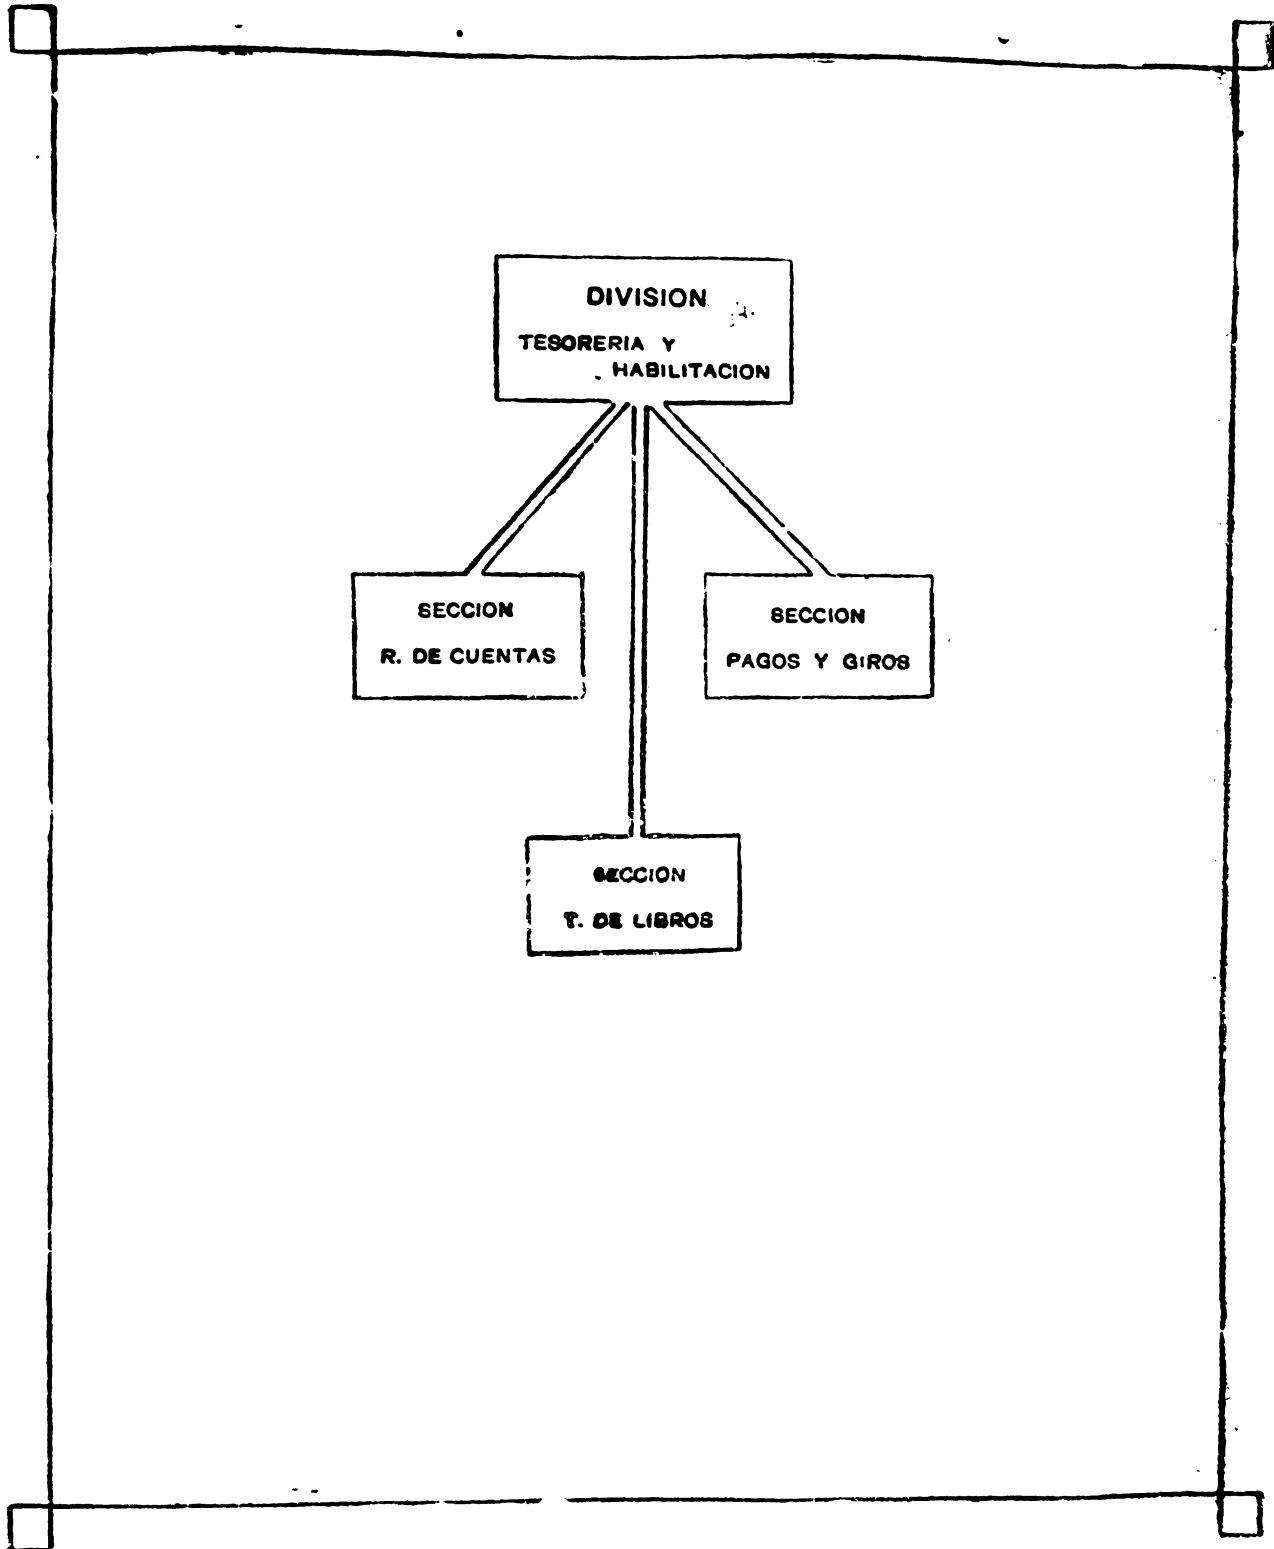 DIVISION
TESORERIA Y
HABILITACION
SECCION
R. DE CUENTAS
SECCION
PAGOS Y GIROS
SECCION
T. DE LIBROS